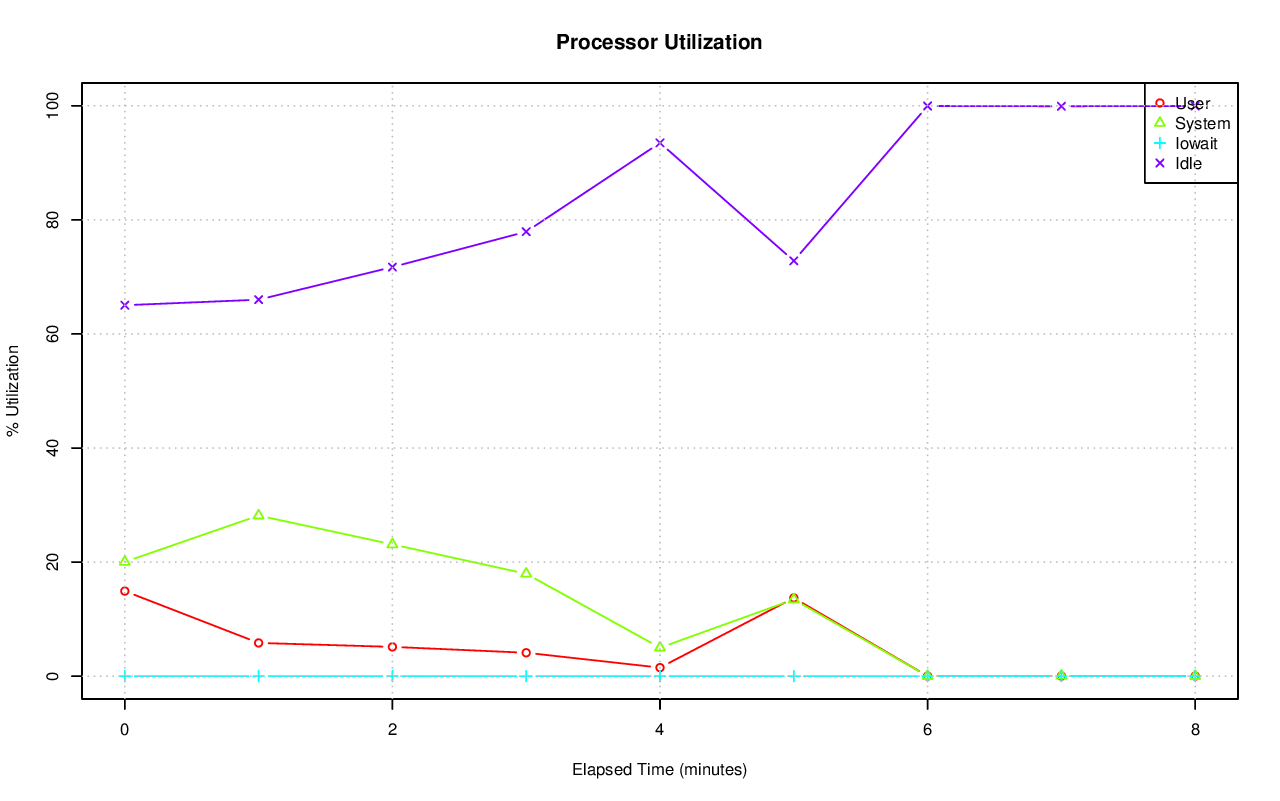 Processor Utilization
100
80
60
40
20
0
% Utilization
User
System
Iowait
Idle
0 2 4 6 8
Elapsed Time (minutes)